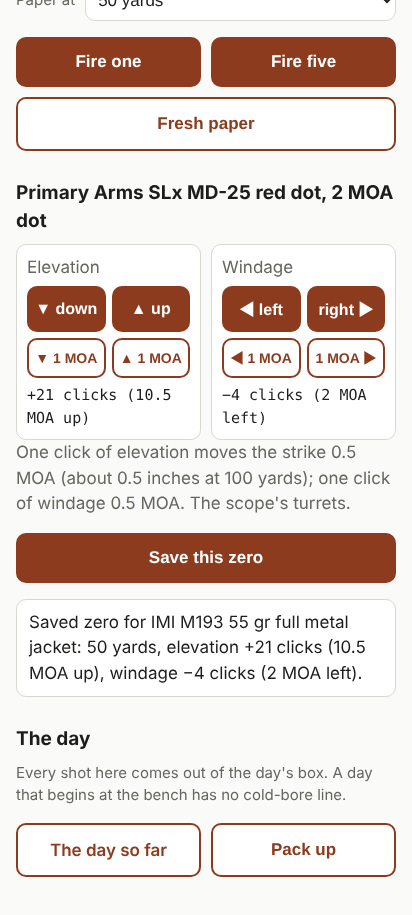 Paper at 50 yards
Fire one
Fire five
Fresh paper
Primary Arms SLx MD-25 red dot, 2 MOA
dot
Elevation
▼ down
▲ up
▼ 1 MOA
▲ 1 MOA
+21 clicks (10.5
MOA up)
Windage
◀ left
right ▶
◀ 1 MOA
1 MOA ▶
−4 clicks (2 MOA
left)
One click of elevation moves the strike 0.5
MOA (about 0.5 inches at 100 yards); one click
of windage 0.5 MOA. The scope's turrets.
Save this zero
Saved zero for IMI M193 55 gr full metal
jacket: 50 yards, elevation +21 clicks (10.5
MOA up), windage −4 clicks (2 MOA left).
The day
Every shot here comes out of the day's box. A day
that begins at the bench has no cold-bore line.
The day so far
Pack up